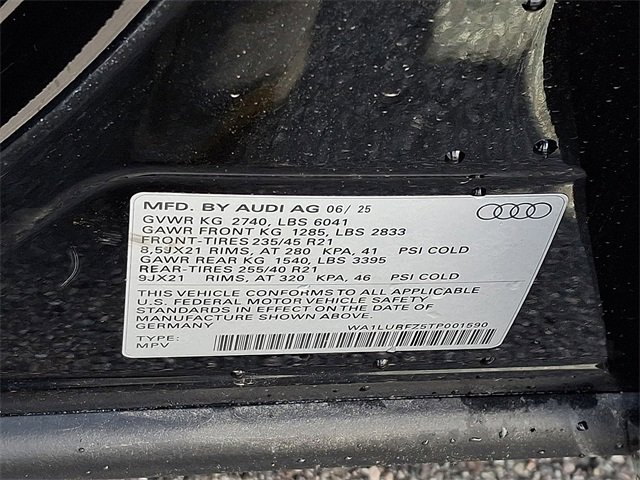 MFD. BY AUDI AG 06/ 25
GVWR KG 2740, LBS 6041
GAWR FRONT KG 1285, LBS 2833
FRONT-TIRES 235/45 R21
8.5JX21 RIMS, AT 280 KPA, 41 PSI COLD
GAWR REAR KG 1540, LBS 3395
REAR-TIRES 255/40 R21
9JX21 RIMS, AT 320 KPA, 46 PSI COLD
THIS VEHICLE CONFORMS TO ALL APPLICABLE
U.S. FEDERAL MOTOR VEHICLE SAFETY
STANDARDS IN EFFECT ON THE DATE OF
MANUFACTURE SHOWN ABOVE.
GERMANY WA1LUBFZ5TP001590
TYPE:
MPV